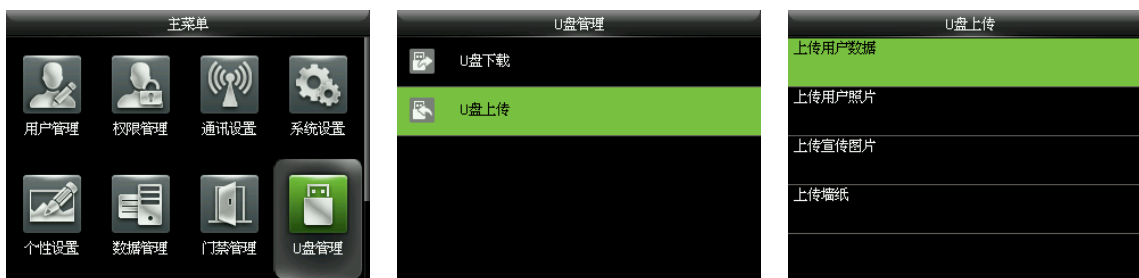 主菜单
用户管理 权限管理 通讯设置 系统设置
个性设置 数据管理 门禁管理 U盘管理
U盘管理
U盘下载
U盘上传
U盘上传
上传用户数据
上传用户照片
上传宣传图片
上传墙纸